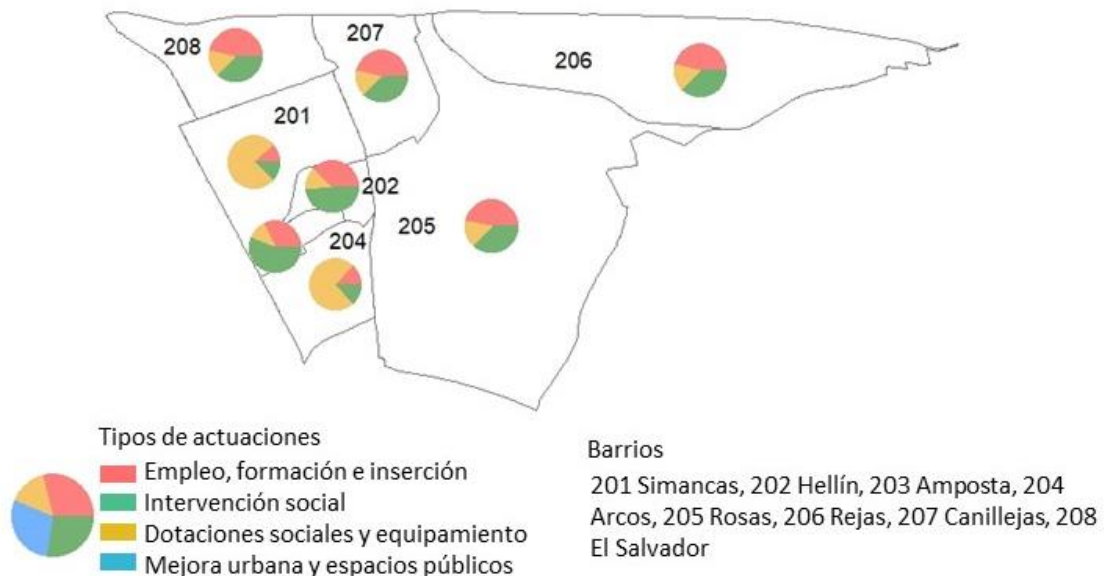 208
207
206
201
202
205
204
Tipos de actuaciones
Empleo, formación e inserción
Intervención social
Dotaciones sociales y equipamiento
Mejora urbana y espacios públicos
Barrios
201 Simancas, 202 Hellín, 203 Amposta, 204
Arcos, 205 Rosas, 206 Rejas, 207 Canillejas, 208
El Salvador